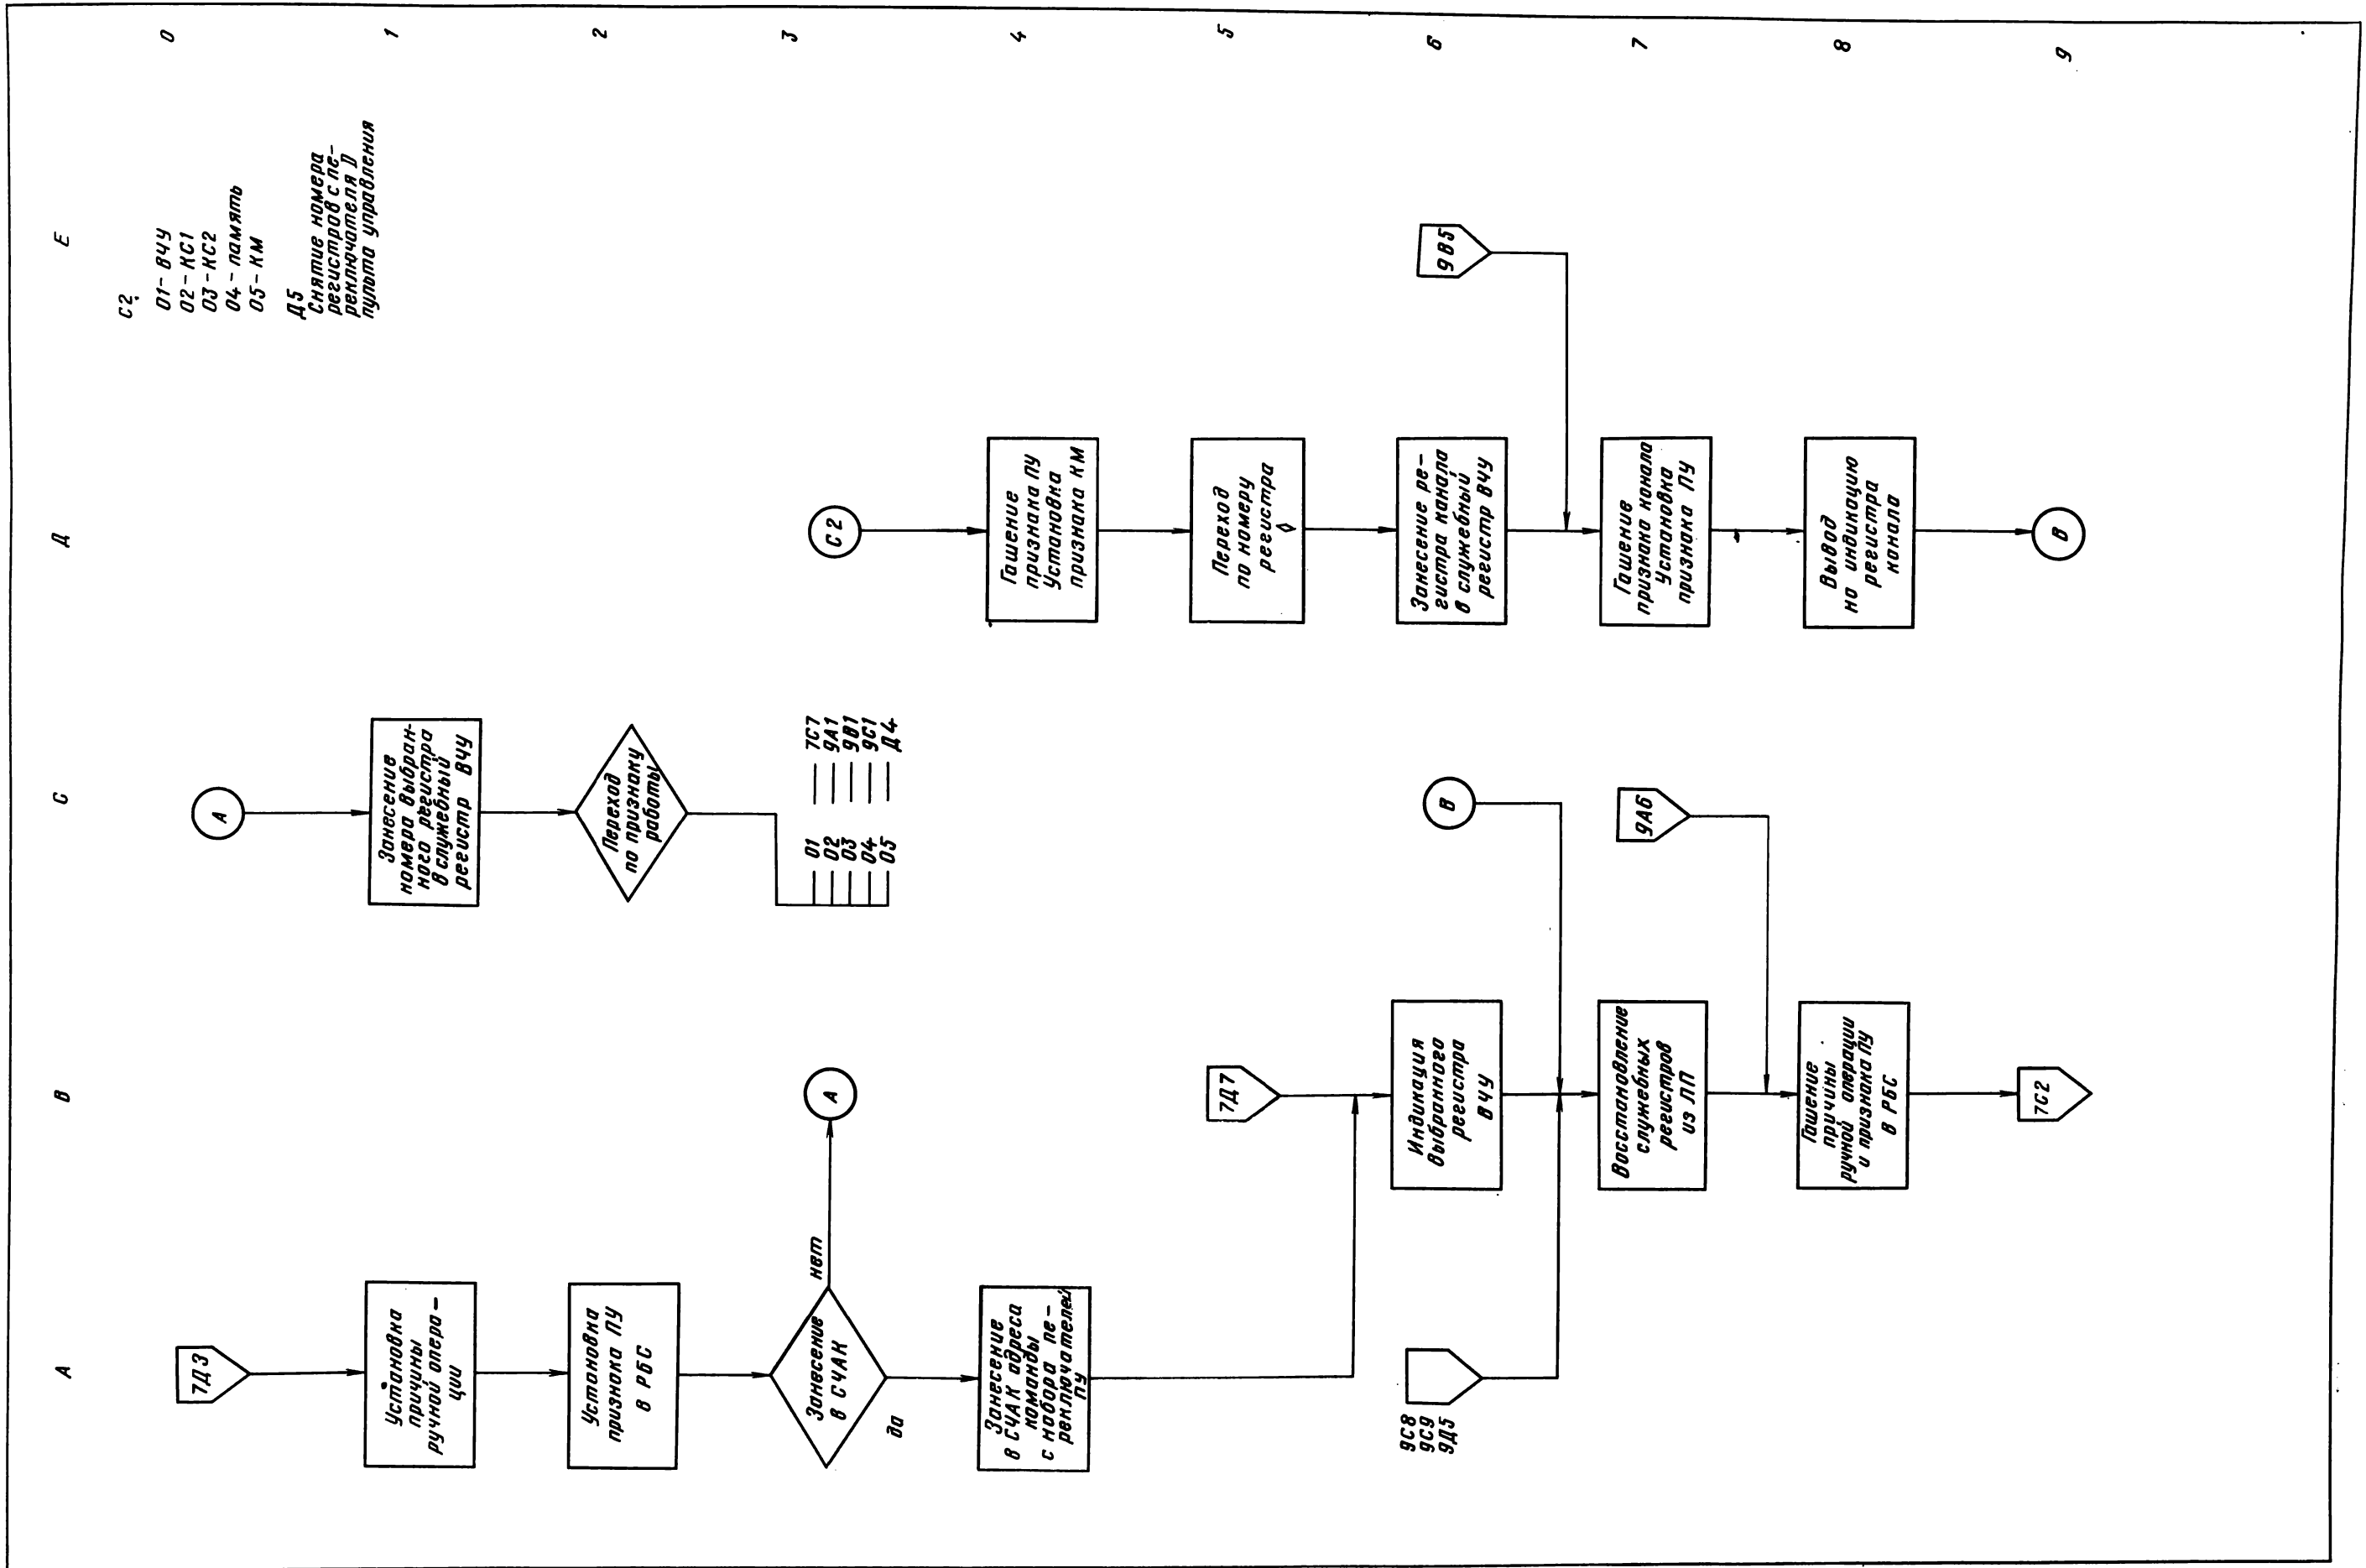 А
В
С
Д
Е
0
1
2
3
4
5
6
7
8
9
7Д3
Установка
причины
ручной опера-
ции
Установка
признака ПУ
в РБС
Занесение
в СЧАК
нет
да
Занесение
в СЧАК адреса
команды
с набора пе-
реключателей
ПУ
9С8
9С9
9Д5
А
7Д7
Индикация
выбранного
регистра
ВЧУ
Восстановление
служебных
регистров
из ЛП
Гашение
причины
ручной операции
и признака ПУ
в РБС
7С2
А
Занесение
номера выбран-
ного регистра
в служебный
регистр ВЧУ
Переход
по признаку
работы
01 — 7С7
02 — 9А1
03 — 9В1
04 — 9С1
05 — Д4
В
9А6
С2
Гашение
признака ПУ
Установка
признака КМ
Переход
по номеру
регистра
◊
Занесение ре-
гистра канала
в служебный
регистр ВЧУ
Гашение
признака канала
Установка
признака ПУ
Вывод
на индикацию
регистра
канала
В
9В5
С2
01- ВЧУ
02- КС1
03- КС2
04- память
05- КМ
Д5
Снятие номера
регистров с пе-
реключателя D
пульта управления